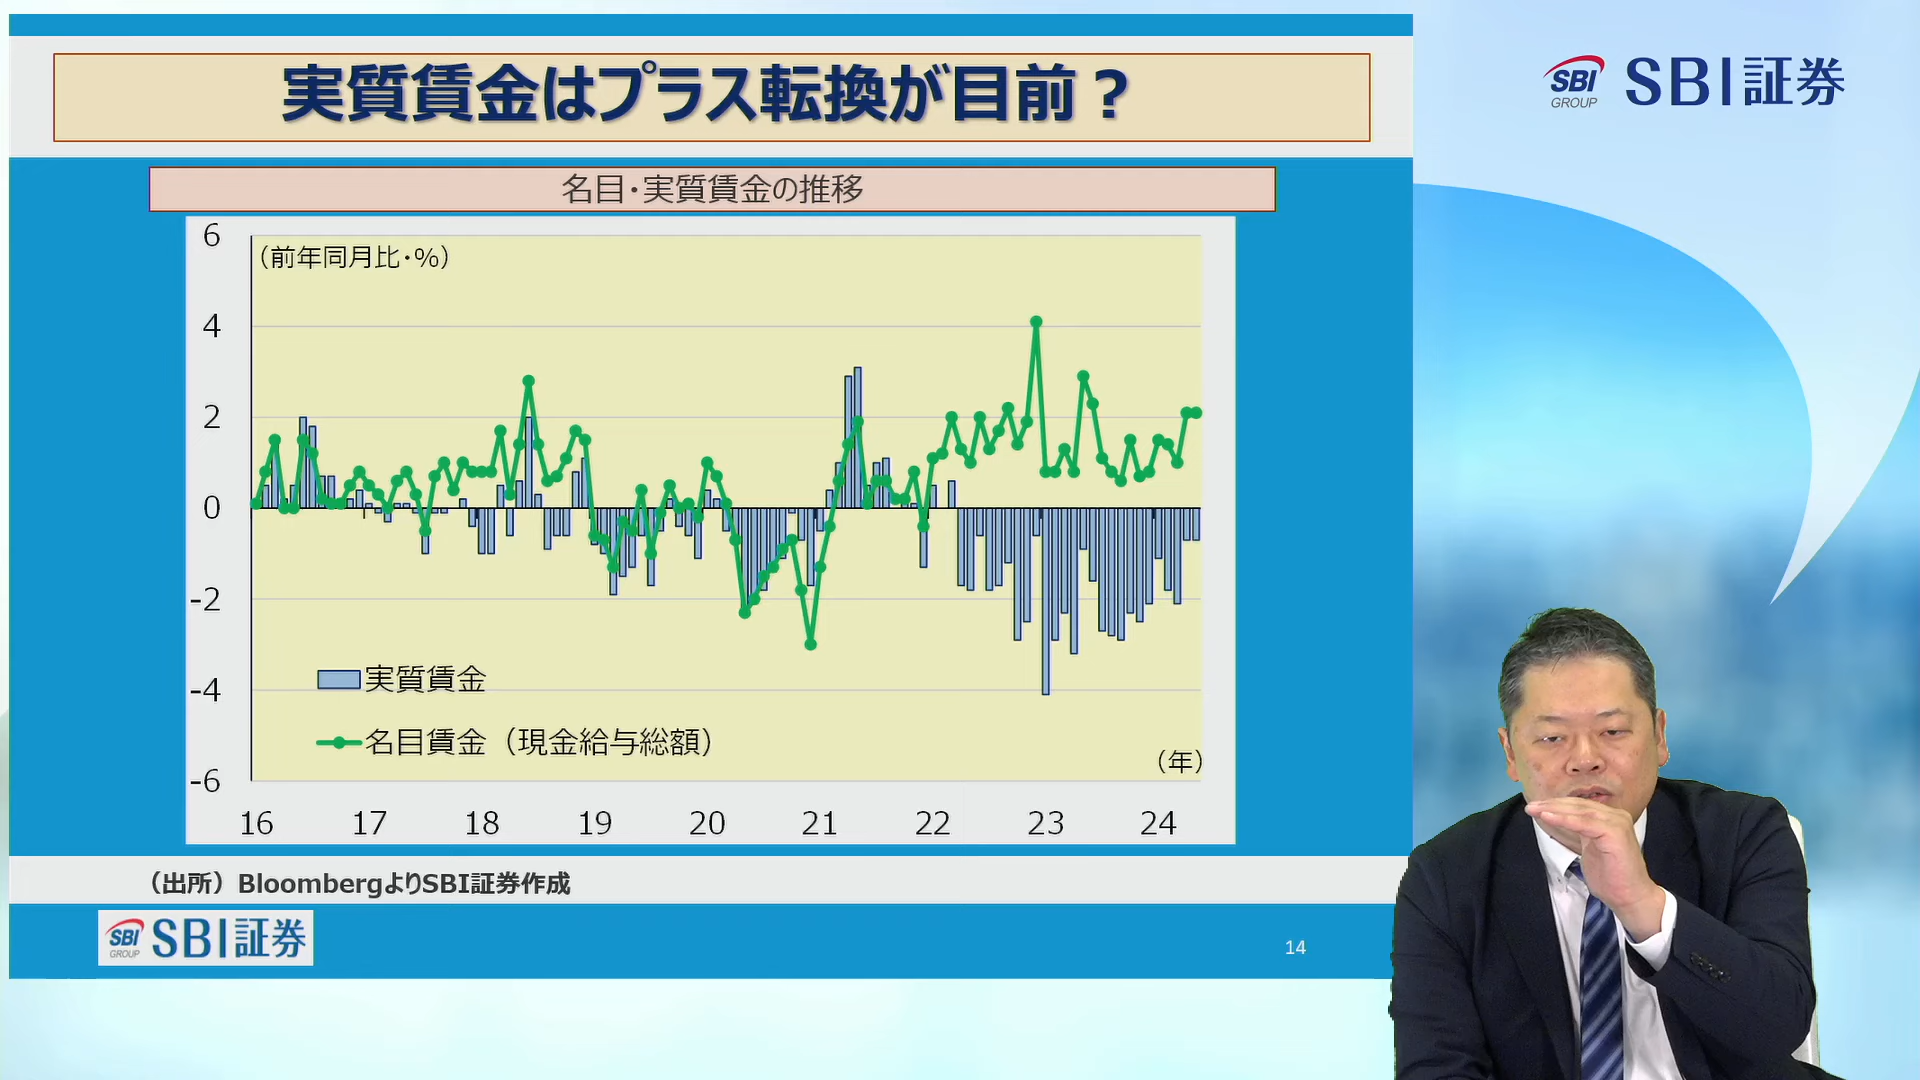 実質賃金はプラス転換が目前？
SBI
GROUP
SBI証券
名目・実質賃金の推移
（前年同月比・%）
6
4
2
0
-2
-4
-6
実質賃金
名目賃金（現金給与総額）
（年）
16 17 18 19 20 21 22 23 24
（出所）BloombergよりSBI証券作成
SBI
GROUP
SBI証券
14